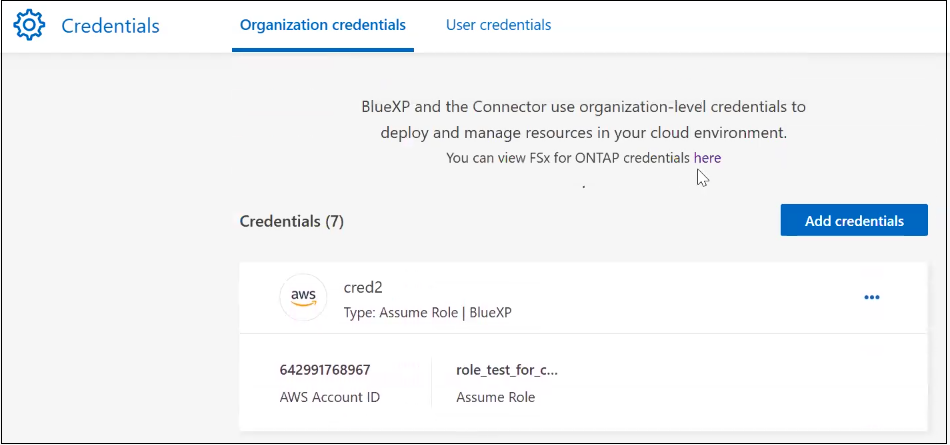 Credentials
Organization credentials
User credentials
BlueXP and the Connector use organization-level credentials to
deploy and manage resources in your cloud environment.
You can view FSx for ONTAP credentials here
.
Credentials (7)
Add credentials
aws
cred2
Type: Assume Role | BlueXP
642991768967
role_test_for_c...
AWS Account ID
Assume Role